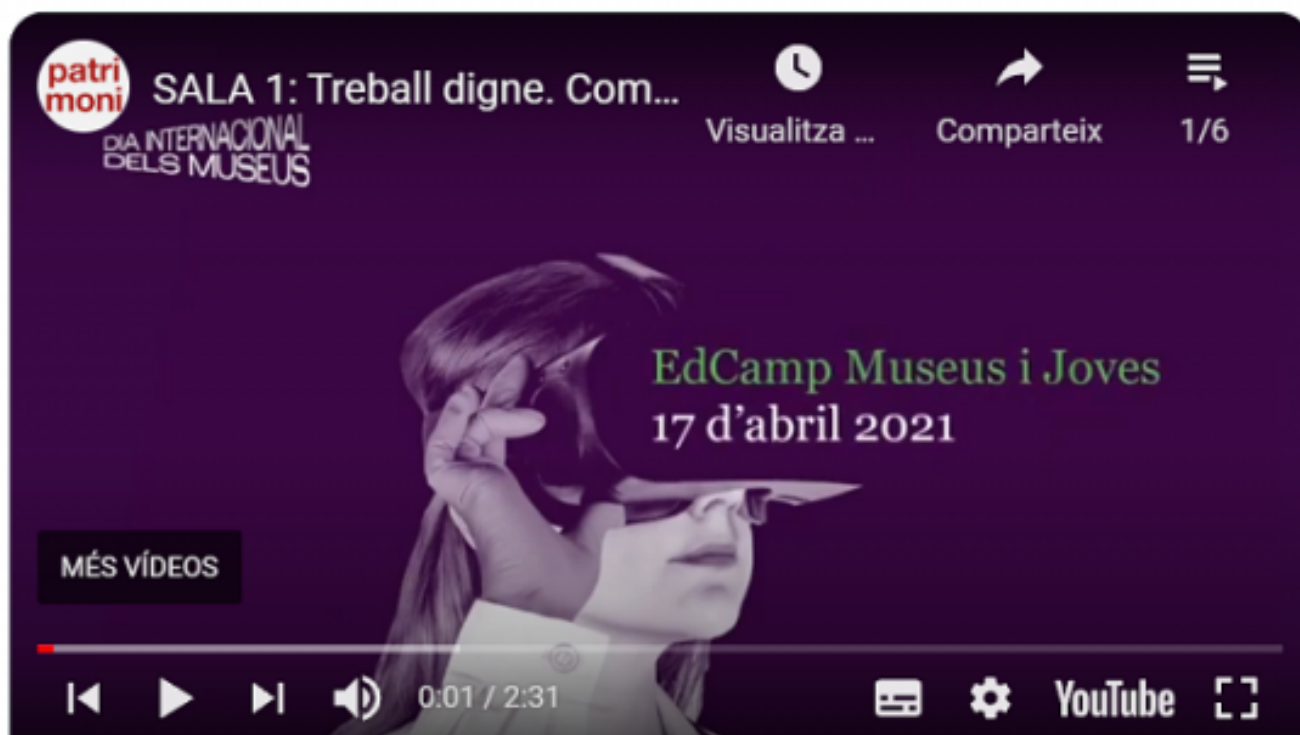 patri
moni
SALA 1: Treball digne. Com...
Visualitza ...
Comparteix
1/6
DIA INTERNACIONAL
DELS MUSEUS
EdCamp Museus i Joves
17 d'abril 2021
MÉS VÍDEOS
0:01 / 2:31
YouTube